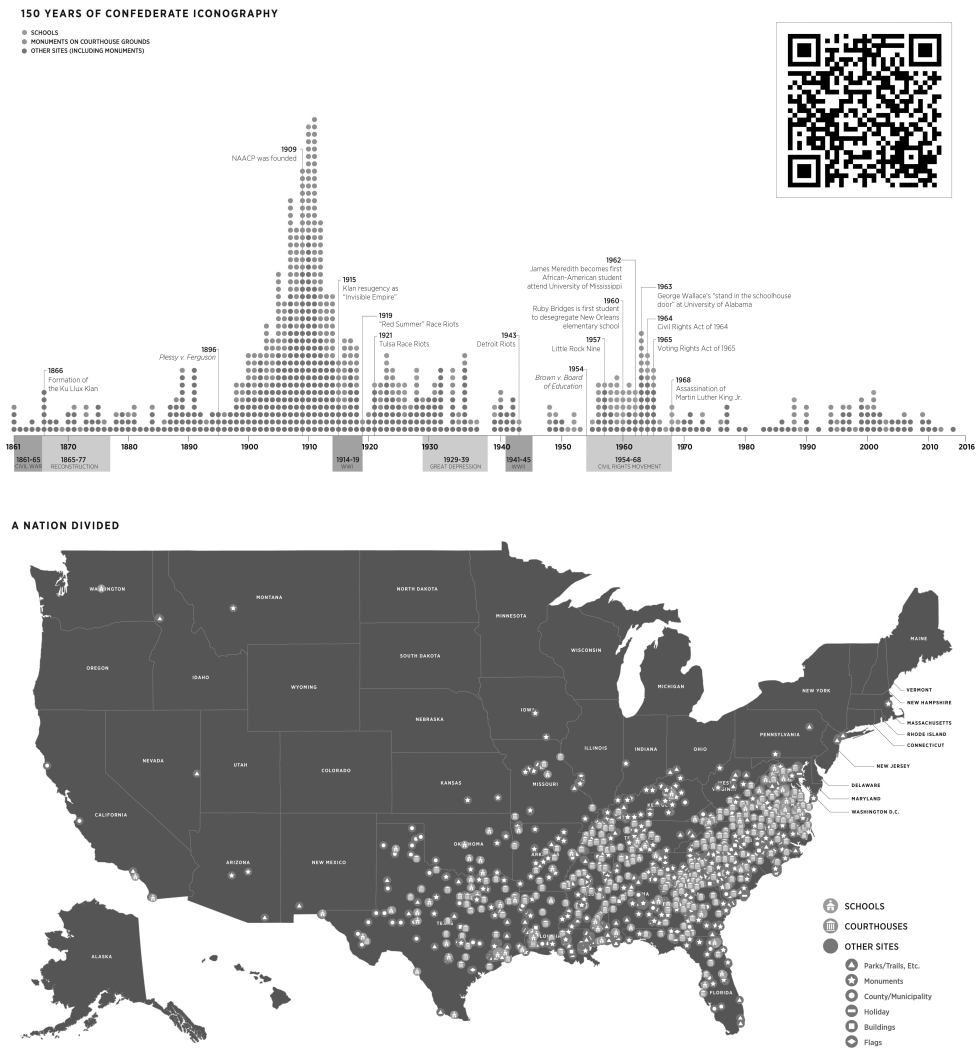 150 YEARS OF CONFEDERATE ICONOGRAPHY
SCHOOLS
MONUMENTS ON COURTHOUSE GROUNDS
OTHER SITES (INCLUDING MONUMENTS)
1909
NAACP was founded
1962
James Meredith becomes first
African-American student
attend University of Mississippi
1915
Klan resurgency as
"Invisible Empire"
1963
George Wallace's "stand in the schoolhouse
door" at University of Alabama
1960
Ruby Bridges is first student
to desegregate New Orleans
elementary school
1919
"Red Summer" Race Riots
1964
Civil Rights Act of 1964
1921
Tulsa Race Riots
1943
Detroit Riots
1957
Little Rock Nine
1965
Voting Rights Act of 1965
1896
Plessy v. Ferguson
1866
Formation of
the Ku Llux Klan
1954
Brown v. Board
of Education
1968
Assassination of
Martin Luther King Jr.
1861 1870 1880 1890 1900 1910 1920 1930 1940 1950 1960 1970 1980 1990 2000 2010 2016
1861-65 1865-77 1914-19 1929-39 1941-45 1954-68
CIVIL WAR RECONSTRUCTION WWI GREAT DEPRESSION WWII CIVIL RIGHTS MOVEMENT
A NATION DIVIDED
WASHINGTON
MONTANA
NORTH DAKOTA
MINNESOTA
MAINE
OREGON
IDAHO
SOUTH DAKOTA
WISCONSIN
WYOMING
MICHIGAN
NEW YORK
VERMONT
NEW HAMPSHIRE
IOWA
NEBRASKA
MASSACHUSETTS
RHODE ISLAND
CONNECTICUT
PENNSYLVANIA
ILLINOIS
INDIANA
OHIO
NEVADA
UTAH
COLORADO
NEW JERSEY
KANSAS
MISSOURI
WEST
VIRGINIA
DELAWARE
MARYLAND
WASHINGTON D.C.
CALIFORNIA
OKLAHOMA
ARIZONA
NEW MEXICO
ALASKA
FLORIDA
SCHOOLS
COURTHOUSES
OTHER SITES
Parks/Trails, Etc.
Monuments
County/Municipality
Holiday
Buildings
Flags